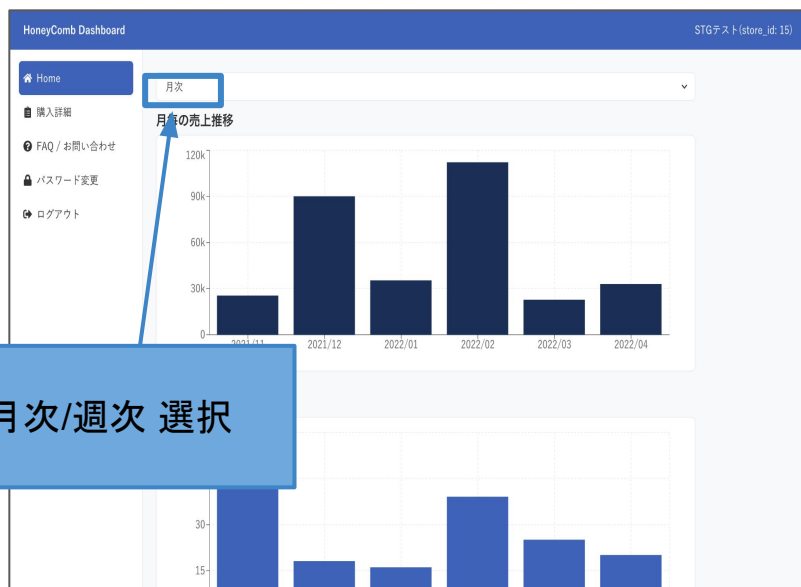 HoneyComb Dashboard
STGテスト(store_id: 15)
Home
購入詳細
FAQ / お問い合わせ
パスワード変更
ログアウト
月次
月毎の売上推移
120k
90k
60k
30k
0
2021/11
2021/12
2022/01
2022/02
2022/03
2022/04
月次/週次 選択
30
15